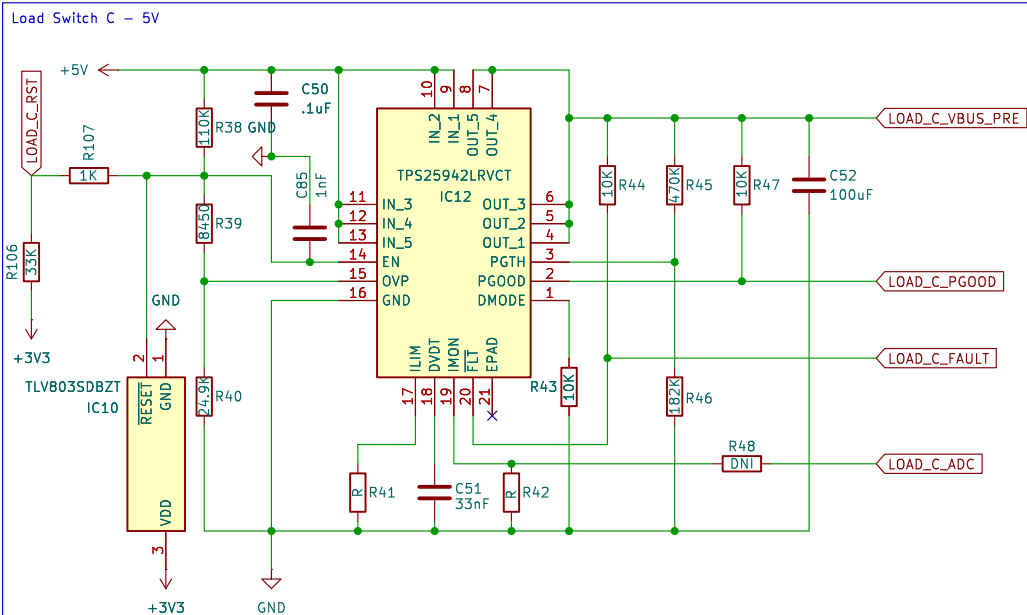 Load Switch C - 5V
+5V
LOAD_C_RST
R107
1K
R106
33K
+3V3
110K
R38
GND
C50
.1uF
C85
1nF
8450
R39
24.9K
R40
GND
2
1
RESET
GND
TLV803SDBZT
IC10
VDD
3
+3V3
10
9
8
7
IN_2
IN_1
OUT_5
OUT_4
TPS25942LRVCT
IC12
11
IN_3
12
IN_4
13
IN_5
14
EN
15
OVP
16
GND
OUT_3
6
OUT_2
5
OUT_1
4
PGTH
3
PGOOD
2
DMODE
1
ILIM
DVDT
IMON
FLT
EPAD
17
18
19
20
21
R
R41
C51
33nF
R
R42
R43
10K
GND
10K
R44
470K
R45
10K
R47
C52
100uF
182K
R46
R48
DNI
LOAD_C_VBUS_PRE
LOAD_C_PGOOD
LOAD_C_FAULT
LOAD_C_ADC